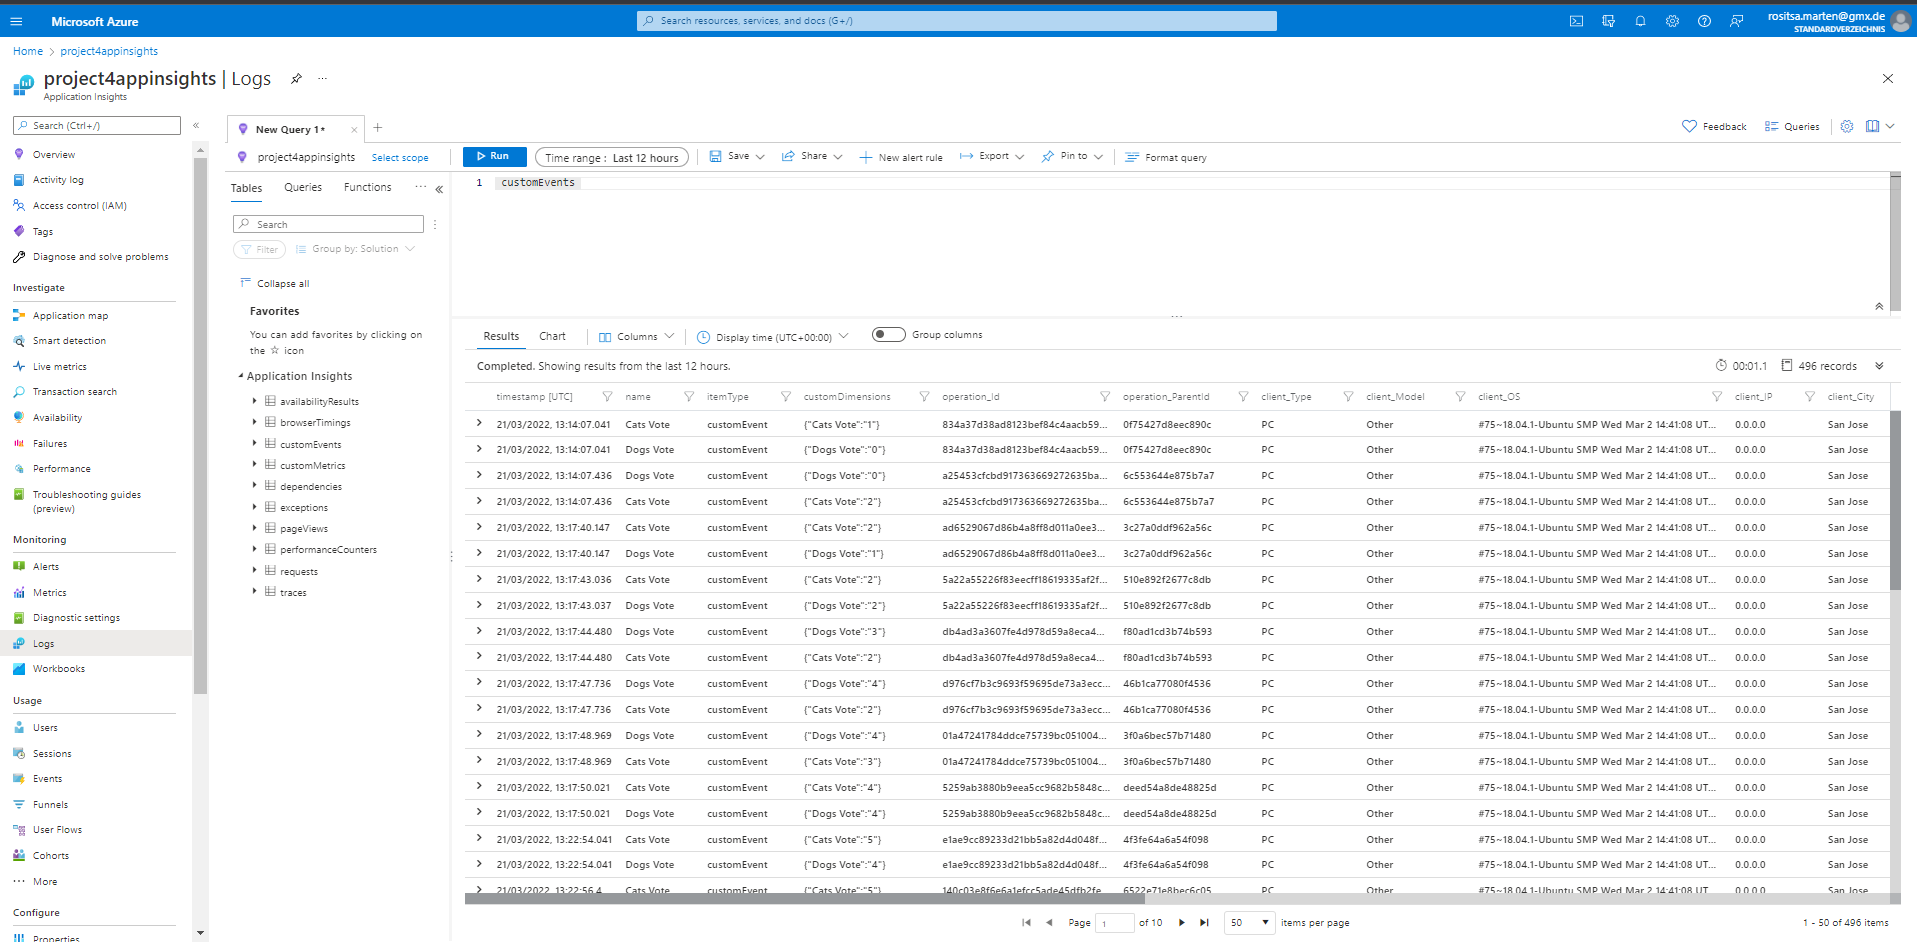 Microsoft Azure
Search resources, services, and docs (G+/)
rositsa.marten@gmx.de
STANDARDVERZEICHNIS
Home > project4appinsights
project4appinsights | Logs
Application Insights
Search (Ctrl+/)
Overview
Activity log
Access control (IAM)
Tags
Diagnose and solve problems
Investigate
Application map
Smart detection
Live metrics
Transaction search
Availability
Failures
Performance
Troubleshooting guides
(preview)
Monitoring
Alerts
Metrics
Diagnostic settings
Logs
Workbooks
Usage
Users
Sessions
Events
Funnels
User Flows
Cohorts
More
Configure
Properties
New Query 1*
Feedback
Queries
project4appinsights
Select scope
Run
Time range : Last 12 hours
Save
Share
New alert rule
Export
Pin to
Format query
Tables
Queries
Functions
Search
Filter
Group by: Solution
Collapse all
Favorites
You can add favorites by clicking on
the ☆ icon
Application Insights
availabilityResults
browserTimings
customEvents
customMetrics
dependencies
exceptions
pageViews
performanceCounters
requests
traces
1 customEvents
Results
Chart
Columns
Display time (UTC+00:00)
Group columns
Completed. Showing results from the last 12 hours.
00:01.1
496 records
timestamp [UTC] name itemType customDimensions operation_Id operation_ParentId client_Type client_Model client_OS client_IP client_City
21/03/2022, 13:14:07.041 Cats Vote customEvent {"Cats Vote":"1"} 834a37d38ad8123bef84c4aacb59... 0f75427d8eec890c PC Other #75~18.04.1-Ubuntu SMP Wed Mar 2 14:41:08 UT... 0.0.0.0 San Jose
21/03/2022, 13:14:07.041 Dogs Vote customEvent {"Dogs Vote":"0"} 834a37d38ad8123bef84c4aacb59... 0f75427d8eec890c PC Other #75~18.04.1-Ubuntu SMP Wed Mar 2 14:41:08 UT... 0.0.0.0 San Jose
21/03/2022, 13:14:07.436 Dogs Vote customEvent {"Dogs Vote":"0"} a25453cfcbd917363669272635ba... 6c553644e875b7a7 PC Other #75~18.04.1-Ubuntu SMP Wed Mar 2 14:41:08 UT... 0.0.0.0 San Jose
21/03/2022, 13:14:07.436 Cats Vote customEvent {"Cats Vote":"2"} a25453cfcbd917363669272635ba... 6c553644e875b7a7 PC Other #75~18.04.1-Ubuntu SMP Wed Mar 2 14:41:08 UT... 0.0.0.0 San Jose
21/03/2022, 13:17:40.147 Cats Vote customEvent {"Cats Vote":"2"} ad6529067d86b4a8ff8d011a0ee3... 3c27a0ddf962a56c PC Other #75~18.04.1-Ubuntu SMP Wed Mar 2 14:41:08 UT... 0.0.0.0 San Jose
21/03/2022, 13:17:40.147 Dogs Vote customEvent {"Dogs Vote":"1"} ad6529067d86b4a8ff8d011a0ee3... 3c27a0ddf962a56c PC Other #75~18.04.1-Ubuntu SMP Wed Mar 2 14:41:08 UT... 0.0.0.0 San Jose
21/03/2022, 13:17:43.036 Cats Vote customEvent {"Cats Vote":"2"} 5a22a55226f83eecff18619335af2f... 510e892f2677c8db PC Other #75~18.04.1-Ubuntu SMP Wed Mar 2 14:41:08 UT... 0.0.0.0 San Jose
21/03/2022, 13:17:43.037 Dogs Vote customEvent {"Dogs Vote":"2"} 5a22a55226f83eecff18619335af2f... 510e892f2677c8db PC Other #75~18.04.1-Ubuntu SMP Wed Mar 2 14:41:08 UT... 0.0.0.0 San Jose
21/03/2022, 13:17:44.480 Dogs Vote customEvent {"Dogs Vote":"3"} db4ad3a3607fe4d978d59a8eca4... f80ad1cd3b74b593 PC Other #75~18.04.1-Ubuntu SMP Wed Mar 2 14:41:08 UT... 0.0.0.0 San Jose
21/03/2022, 13:17:44.480 Cats Vote customEvent {"Cats Vote":"2"} db4ad3a3607fe4d978d59a8eca4... f80ad1cd3b74b593 PC Other #75~18.04.1-Ubuntu SMP Wed Mar 2 14:41:08 UT... 0.0.0.0 San Jose
21/03/2022, 13:17:47.736 Dogs Vote customEvent {"Dogs Vote":"4"} d976cf7b3c9693f59695de73a3ecc... 46b1ca77080f4536 PC Other #75~18.04.1-Ubuntu SMP Wed Mar 2 14:41:08 UT... 0.0.0.0 San Jose
21/03/2022, 13:17:47.736 Cats Vote customEvent {"Cats Vote":"2"} d976cf7b3c9693f59695de73a3ecc... 46b1ca77080f4536 PC Other #75~18.04.1-Ubuntu SMP Wed Mar 2 14:41:08 UT... 0.0.0.0 San Jose
21/03/2022, 13:17:48.969 Dogs Vote customEvent {"Dogs Vote":"4"} 01a47241784ddce75739bc051004... 3f0a6bec57b71480 PC Other #75~18.04.1-Ubuntu SMP Wed Mar 2 14:41:08 UT... 0.0.0.0 San Jose
21/03/2022, 13:17:48.969 Cats Vote customEvent {"Cats Vote":"3"} 01a47241784ddce75739bc051004... 3f0a6bec57b71480 PC Other #75~18.04.1-Ubuntu SMP Wed Mar 2 14:41:08 UT... 0.0.0.0 San Jose
21/03/2022, 13:17:50.021 Cats Vote customEvent {"Cats Vote":"4"} 5259ab3880b9eea5cc9682b5848c... deed54a8de48825d PC Other #75~18.04.1-Ubuntu SMP Wed Mar 2 14:41:08 UT... 0.0.0.0 San Jose
21/03/2022, 13:17:50.021 Dogs Vote customEvent {"Dogs Vote":"4"} 5259ab3880b9eea5cc9682b5848c... deed54a8de48825d PC Other #75~18.04.1-Ubuntu SMP Wed Mar 2 14:41:08 UT... 0.0.0.0 San Jose
21/03/2022, 13:22:54.041 Cats Vote customEvent {"Cats Vote":"5"} e1ae9cc89233d21bb5a82d4d048f... 4f3fe64a6a54f098 PC Other #75~18.04.1-Ubuntu SMP Wed Mar 2 14:41:08 UT... 0.0.0.0 San Jose
21/03/2022, 13:22:54.041 Dogs Vote customEvent {"Dogs Vote":"4"} e1ae9cc89233d21bb5a82d4d048f... 4f3fe64a6a54f098 PC Other #75~18.04.1-Ubuntu SMP Wed Mar 2 14:41:08 UT... 0.0.0.0 San Jose
21/03/2022, 13:22:56.4 Cats Vote customEvent {"Cats Vote":"5"} 140c03e8f6e6a1efcc5ade45dfb2fe... 6522e71e8bec6c05 PC Other #75~18.04.1-Ubuntu SMP Wed Mar 2 14:41:08 UT... 0.0.0.0 San Jose
Page 1 of 10
50 items per page
1 - 50 of 496 items